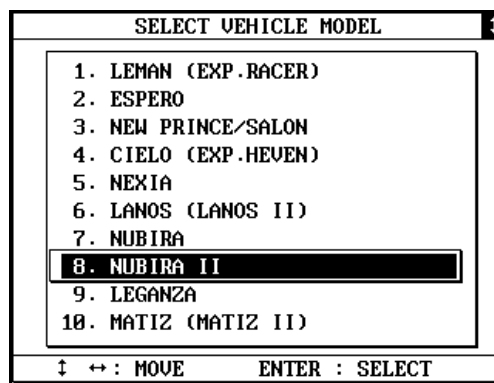 SELECT VEHICLE MODEL
1. LEMAN (EXP.RACER)
2. ESPERO
3. NEW PRINCE/SALON
4. CIELO (EXP.HEVEN)
5. NEXIA
6. LANOS (LANOS II)
7. NUBIRA
8. NUBIRA II
9. LEGANZA
10. MATIZ (MATIZ II)
↕ ↔: MOVE ENTER : SELECT